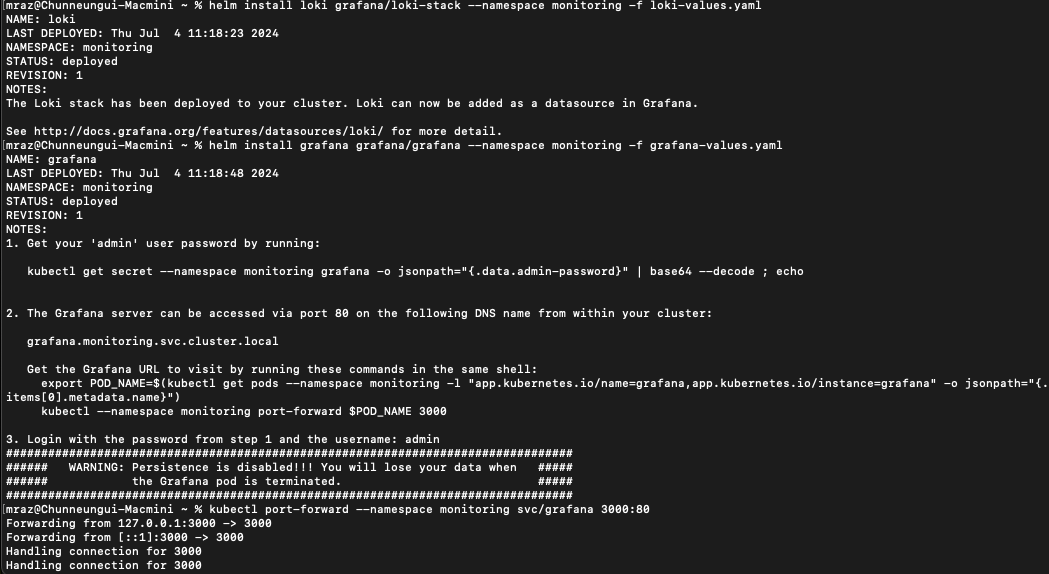 [mraz@Chunneungui-Macmini ~ % helm install loki grafana/loki-stack --namespace monitoring -f loki-values.yaml
NAME: loki
LAST DEPLOYED: Thu Jul  4 11:18:23 2024
NAMESPACE: monitoring
STATUS: deployed
REVISION: 1
NOTES:
The Loki stack has been deployed to your cluster. Loki can now be added as a datasource in Grafana.

See http://docs.grafana.org/features/datasources/loki/ for more detail.
[mraz@Chunneungui-Macmini ~ % helm install grafana grafana/grafana --namespace monitoring -f grafana-values.yaml
NAME: grafana
LAST DEPLOYED: Thu Jul  4 11:18:48 2024
NAMESPACE: monitoring
STATUS: deployed
REVISION: 1
NOTES:
1. Get your 'admin' user password by running:

   kubectl get secret --namespace monitoring grafana -o jsonpath="{.data.admin-password}" | base64 --decode ; echo

2. The Grafana server can be accessed via port 80 on the following DNS name from within your cluster:

   grafana.monitoring.svc.cluster.local

   Get the Grafana URL to visit by running these commands in the same shell:
     export POD_NAME=$(kubectl get pods --namespace monitoring -l "app.kubernetes.io/name=grafana,app.kubernetes.io/instance=grafana" -o jsonpath="{.
items[0].metadata.name}")
     kubectl --namespace monitoring port-forward $POD_NAME 3000

3. Login with the password from step 1 and the username: admin
#################################################################################
######   WARNING: Persistence is disabled!!! You will lose your data when   #####
######            the Grafana pod is terminated.                            #####
#################################################################################
[mraz@Chunneungui-Macmini ~ % kubectl port-forward --namespace monitoring svc/grafana 3000:80
Forwarding from 127.0.0.1:3000 -> 3000
Forwarding from [::1]:3000 -> 3000
Handling connection for 3000
Handling connection for 3000